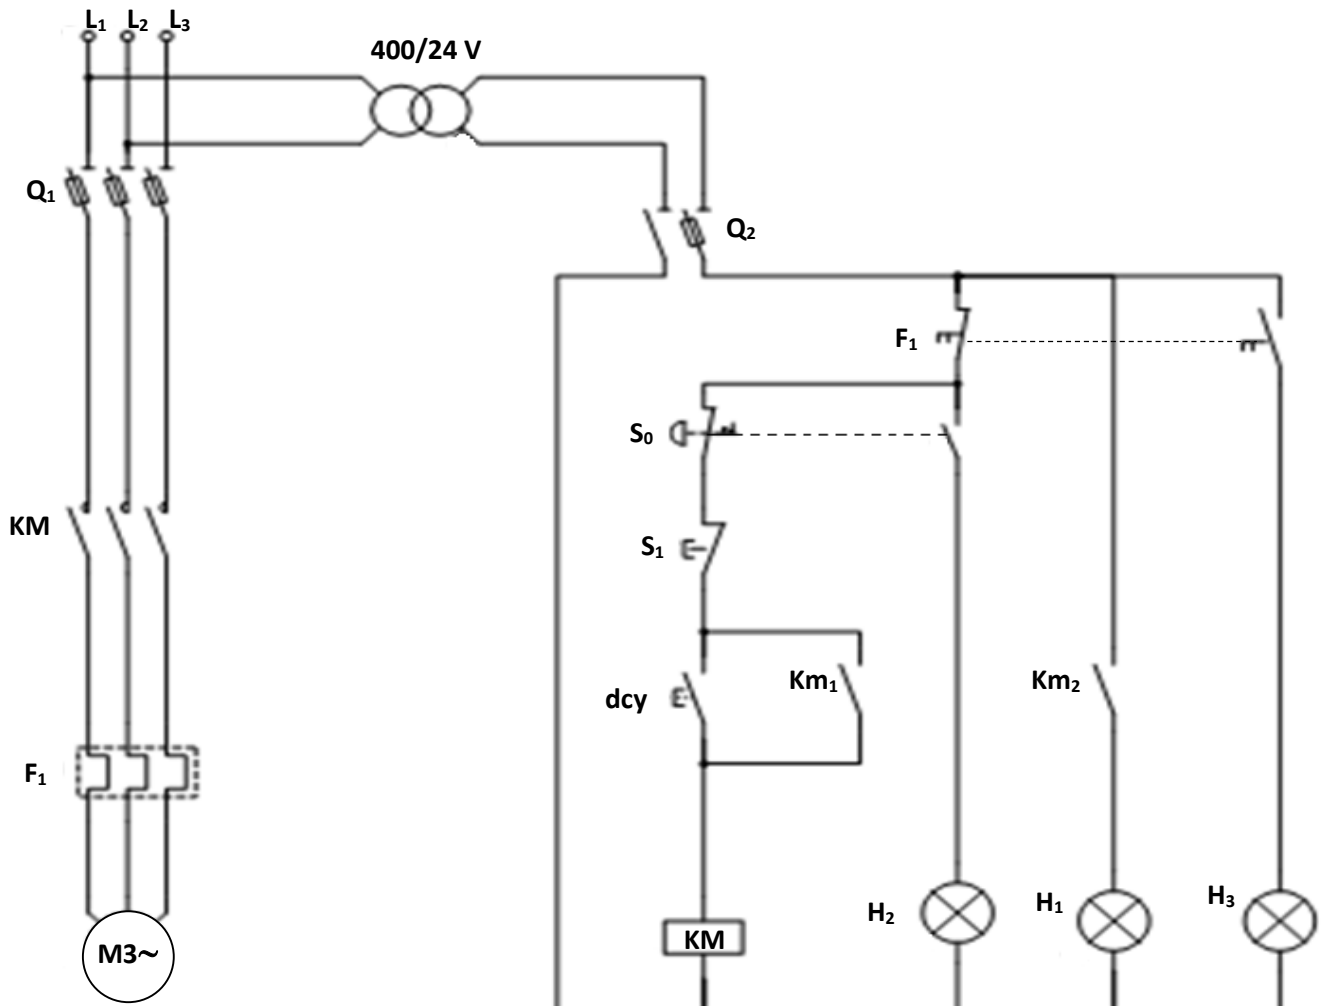 L₁ L₂ L₃
400/24 V
Q₁
Q₂
F₁
S₀
KM
S₁
Km₁
Km₂
dcy
F₁
H₃
H₁
H₂
KM
M3~